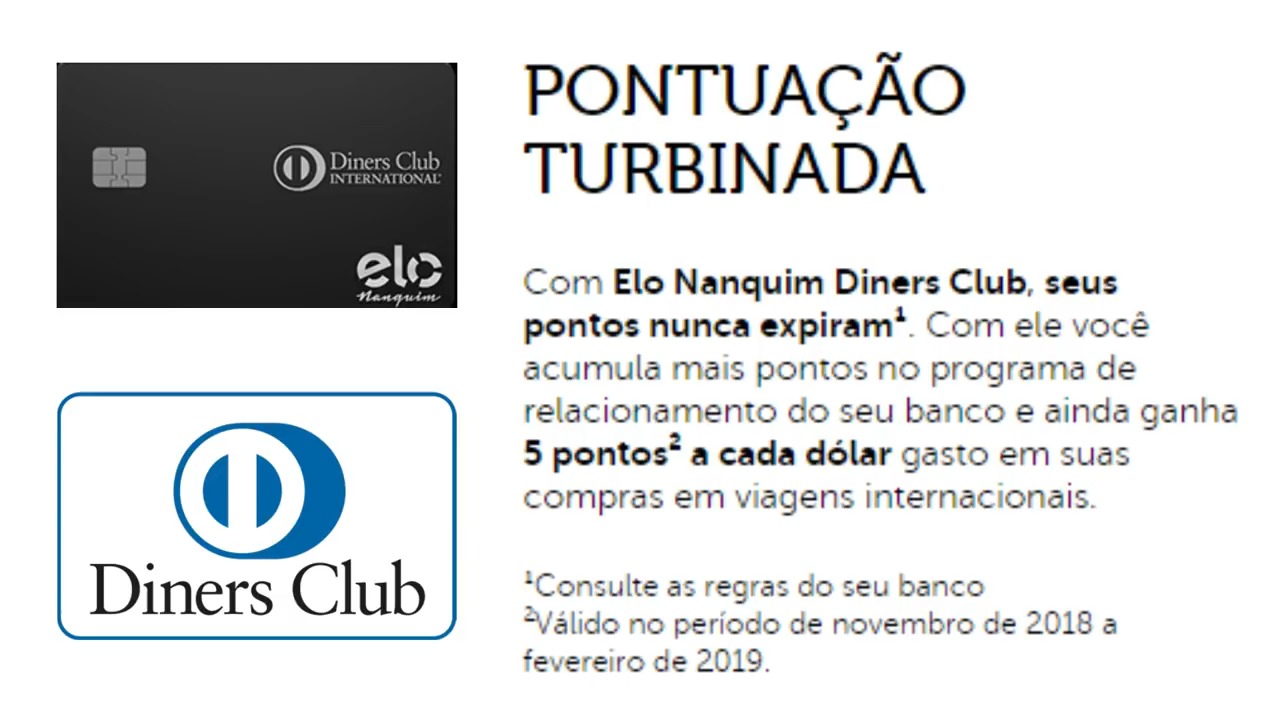 Diners Club
INTERNATIONAL
elo
Nanquim
Diners Club
PONTUAÇÃO
TURBINADA
Com Elo Nanquim Diners Club, seus
pontos nunca expiram¹. Com ele você
acumula mais pontos no programa de
relacionamento do seu banco e ainda ganha
5 pontos² a cada dólar gasto em suas
compras em viagens internacionais.
¹Consulte as regras do seu banco
²Válido no período de novembro de 2018 a
fevereiro de 2019.